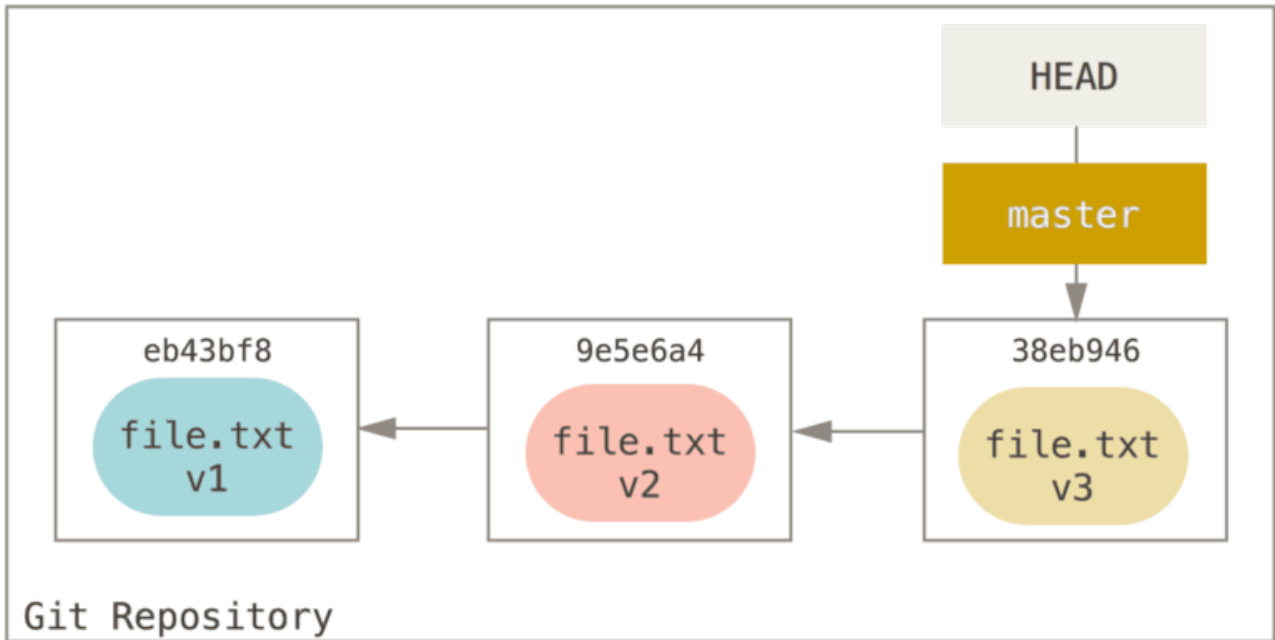 HEAD
master
eb43bf8
file.txt
v1
9e5e6a4
file.txt
v2
38eb946
file.txt
v3
Git Repository